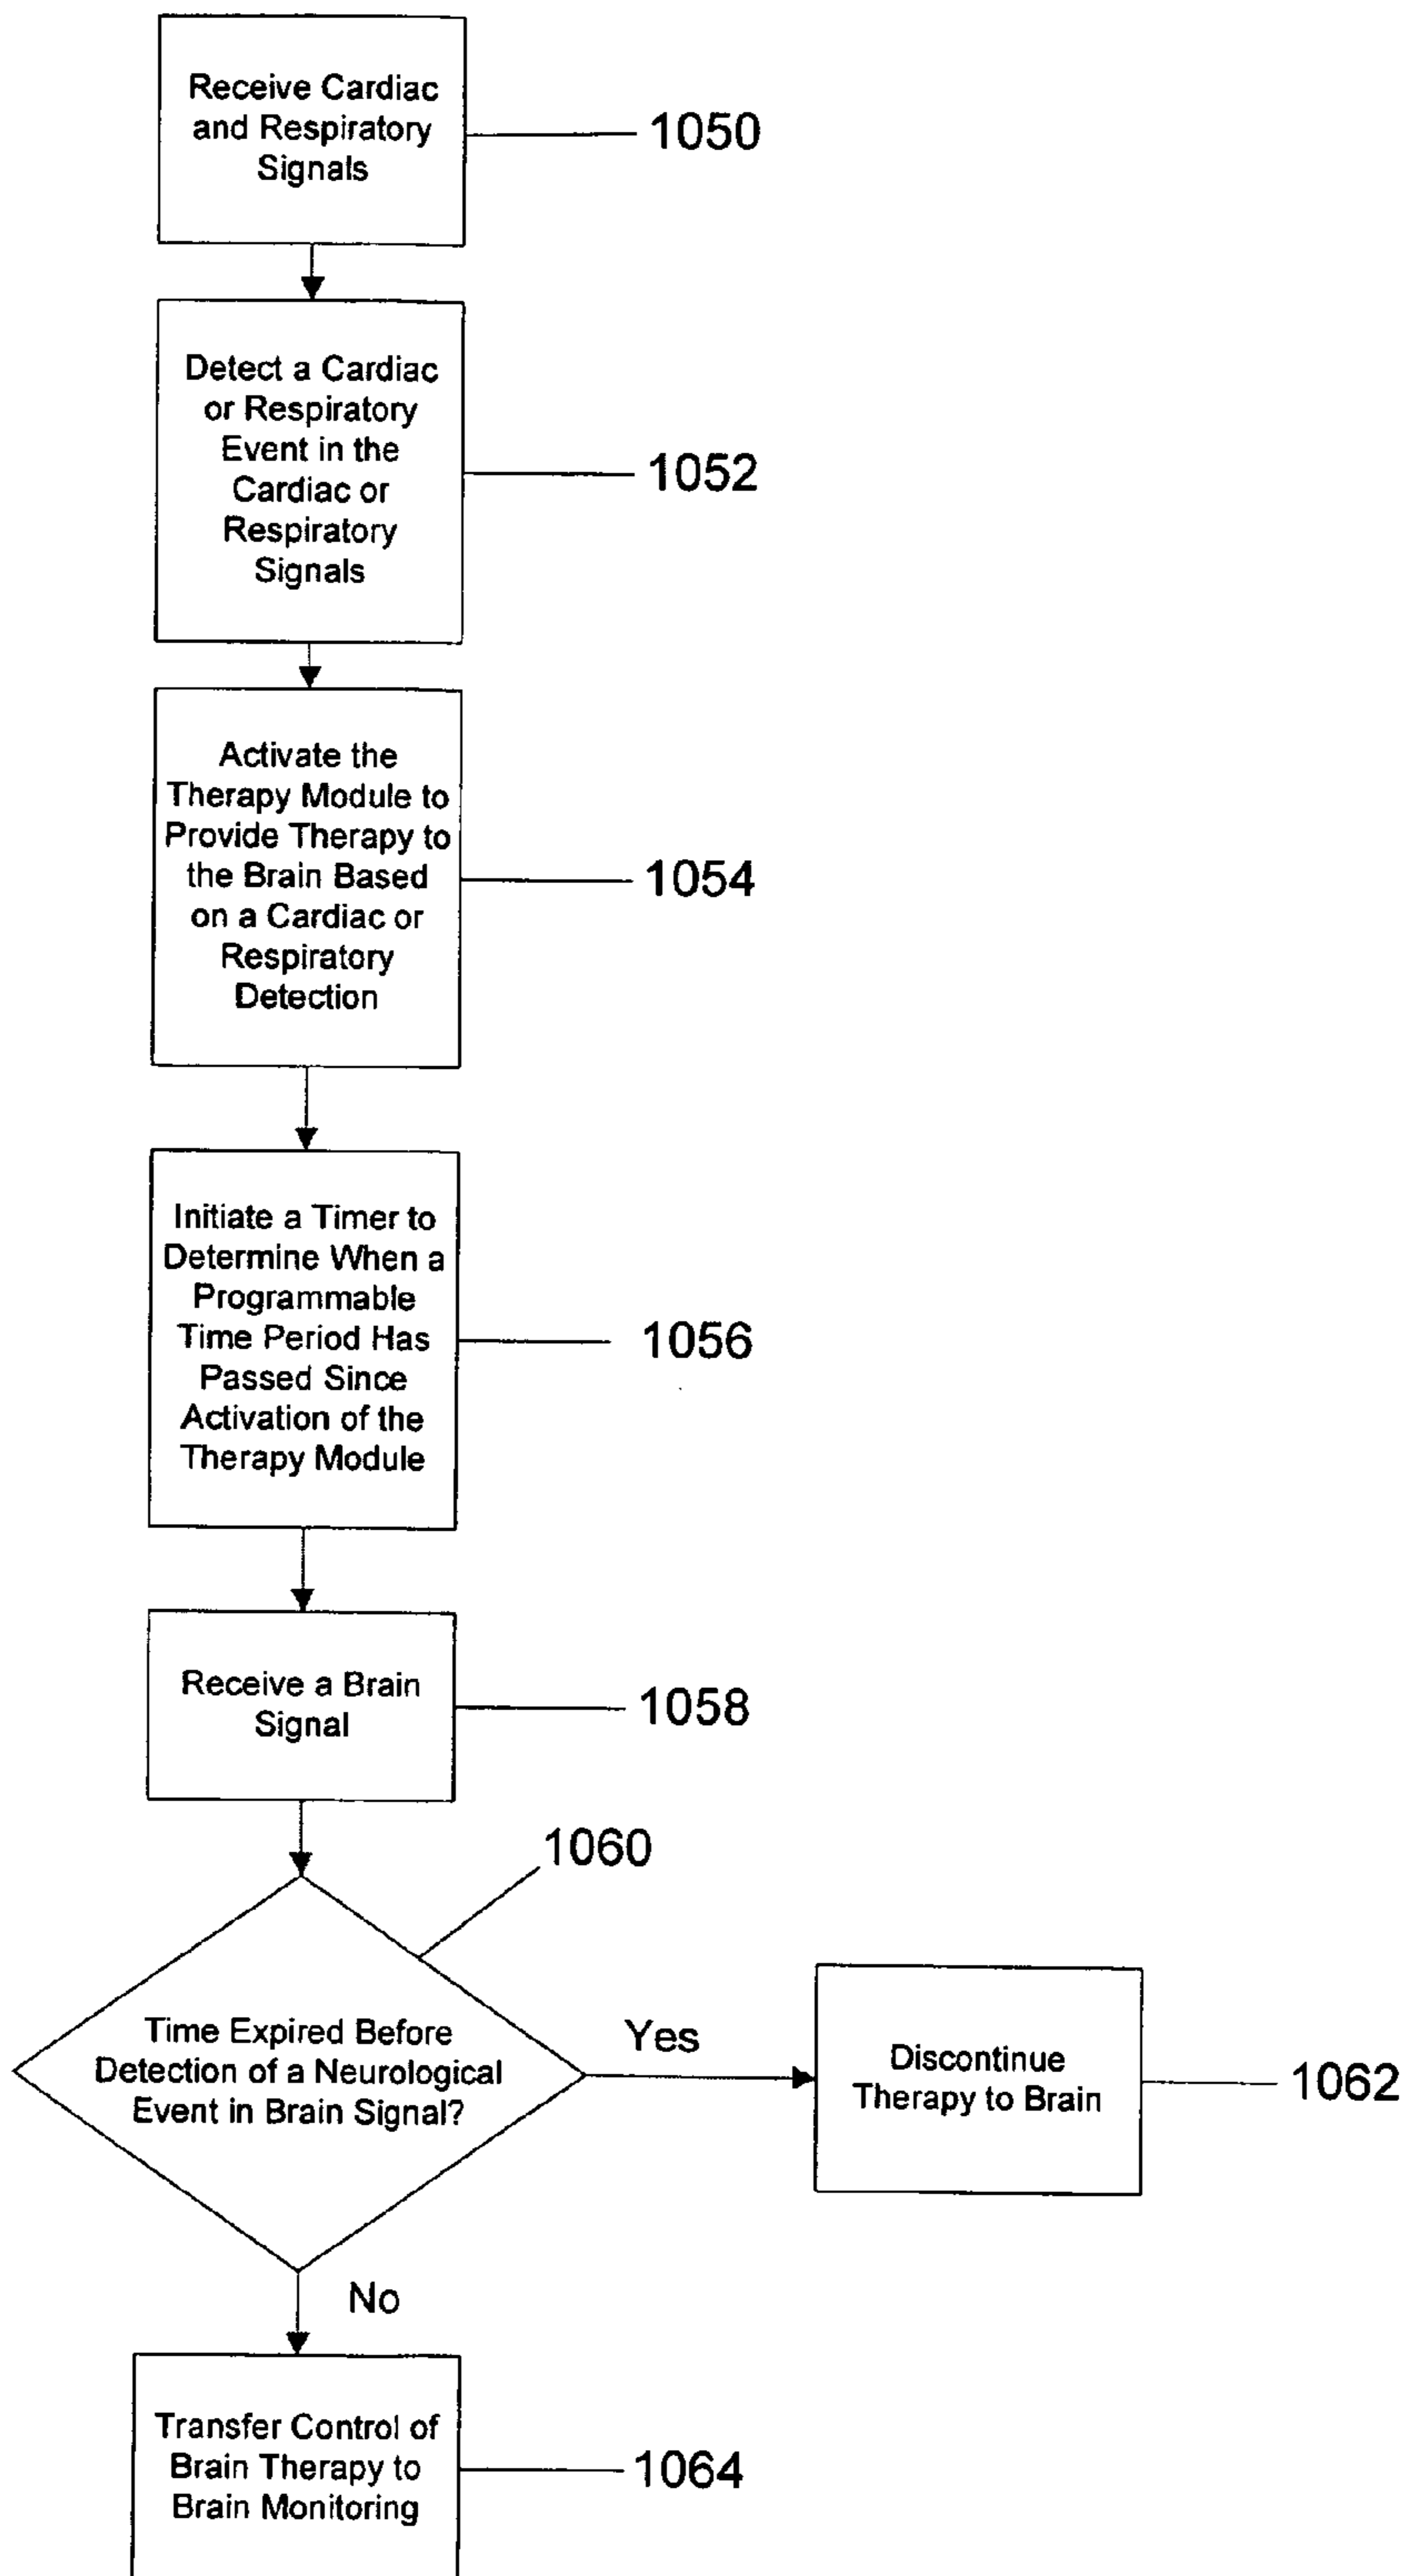 Receive Cardiac
and Respiratory
Signals
1050
Detect a Cardiac
or Respiratory
Event in the
Cardiac or
Respiratory
Signals
1052
Activate the
Therapy Module to
Provide Therapy to
the Brain Based
on a Cardiac or
Respiratory
Detection
1054
Initiate a Timer to
Determine When a
Programmable
Time Period Has
Passed Since
Activation of the
Therapy Module
1056
Receive a Brain
Signal
1058
1060
Time Expired Before
Detection of a Neurological
Event in Brain Signal?
Yes
Discontinue
Therapy to Brain
1062
No
Transfer Control of
Brain Therapy to
Brain Monitoring
1064